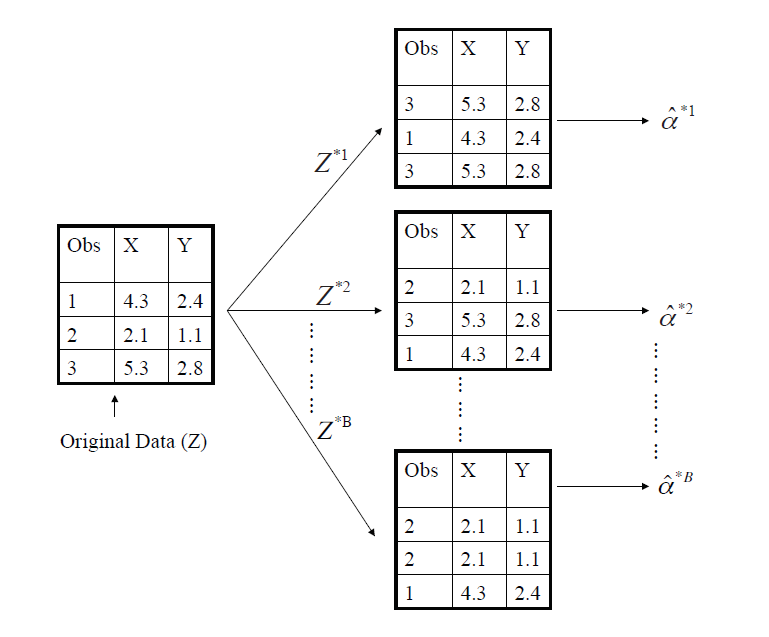 Obs X Y
3 5.3 2.8
1 4.3 2.4
3 5.3 2.8
α̂*1
Z*1
Obs X Y
1 4.3 2.4
2 2.1 1.1
3 5.3 2.8
Original Data (Z)
Z*2
Obs X Y
2 2.1 1.1
3 5.3 2.8
1 4.3 2.4
α̂*2
Z*B
Obs X Y
2 2.1 1.1
2 2.1 1.1
1 4.3 2.4
α̂*B